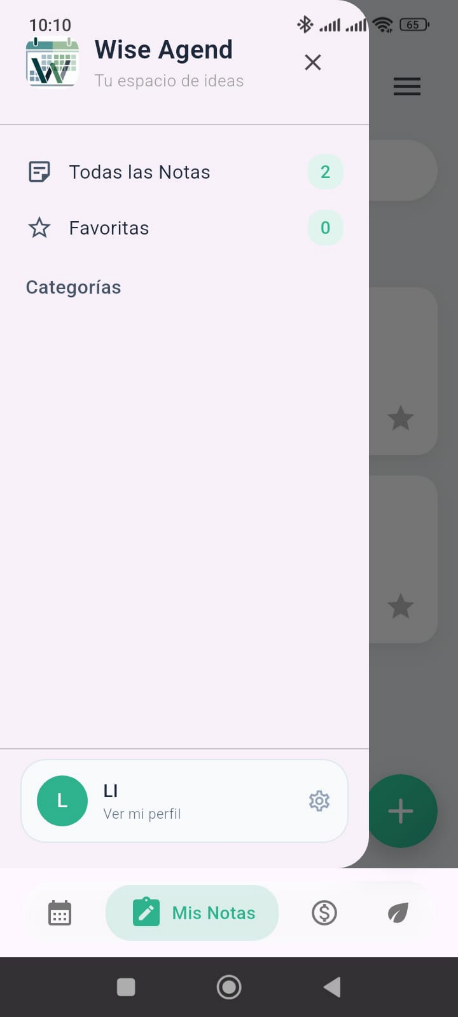 10:10
65
Wise Agend
Tu espacio de ideas
Todas las Notas 2
Favoritas 0
Categorías
L
LI
Ver mi perfil
Mis Notas